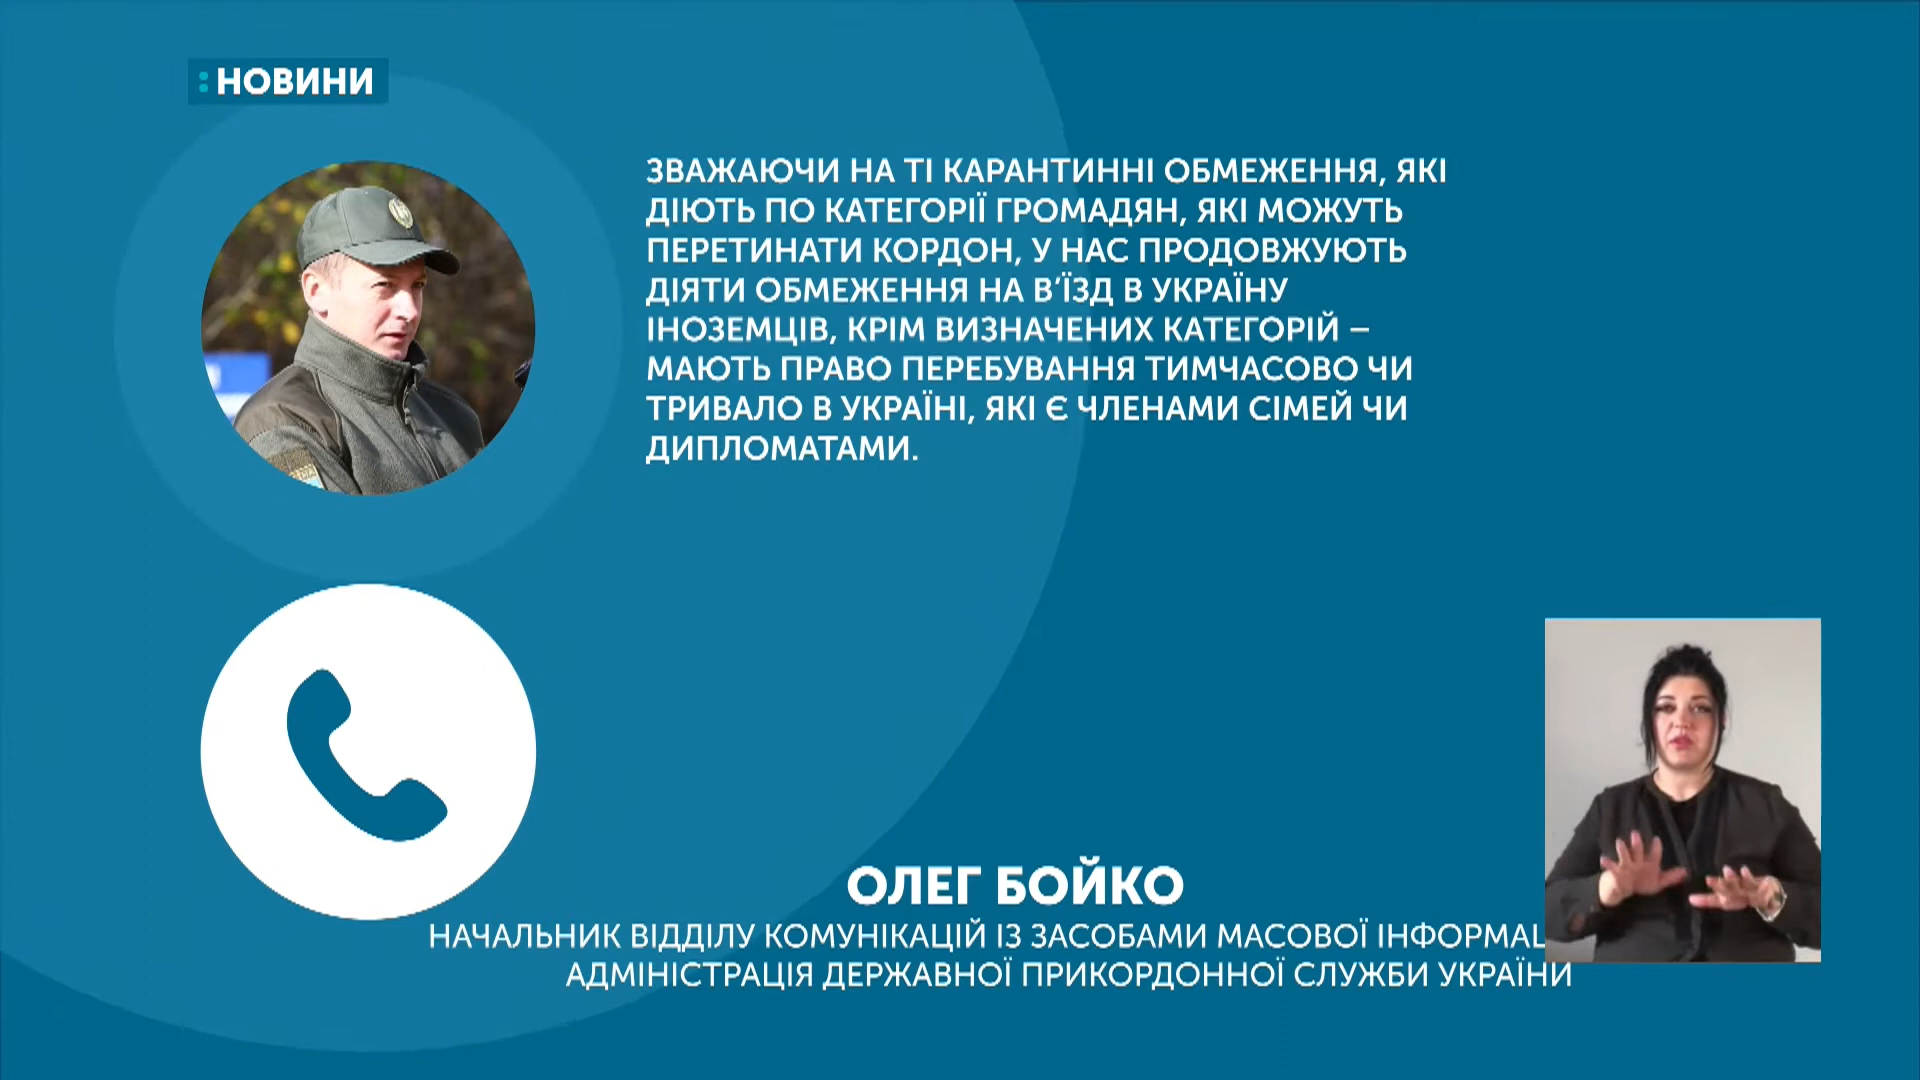 :НОВИНИ
ЗВАЖАЮЧИ НА ТІ КАРАНТИННІ ОБМЕЖЕННЯ, ЯКІ
ДІЮТЬ ПО КАТЕГОРІЇ ГРОМАДЯН, ЯКІ МОЖУТЬ
ПЕРЕТИНАТИ КОРДОН, У НАС ПРОДОВЖУЮТЬ
ДІЯТИ ОБМЕЖЕННЯ НА В’ЇЗД В УКРАЇНУ
ІНОЗЕМЦІВ, КРІМ ВИЗНАЧЕНИХ КАТЕГОРІЙ –
МАЮТЬ ПРАВО ПЕРЕБУВАННЯ ТИМЧАСОВО ЧИ
ТРИВАЛО В УКРАЇНІ, ЯКІ Є ЧЛЕНАМИ СІМЕЙ ЧИ
ДИПЛОМАТАМИ.
ОЛЕГ БОЙКО
НАЧАЛЬНИК ВІДДІЛУ КОМУНІКАЦІЙ ІЗ ЗАСОБАМИ МАСОВОЇ
АДМІНІСТРАЦІЯ ДЕРЖАВНОЇ ПРИКОРДОННОЇ СЛУЖБИ УКРАЇНИ